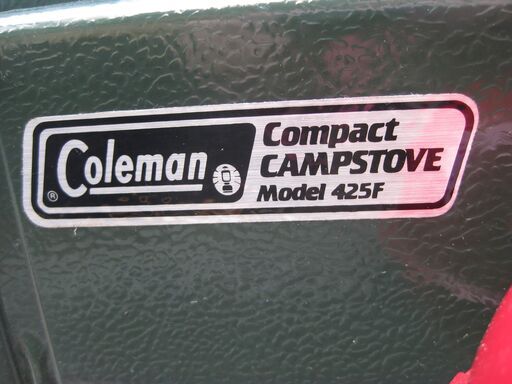 Coleman
®
Compact
CAMPSTOVE
Model 425F